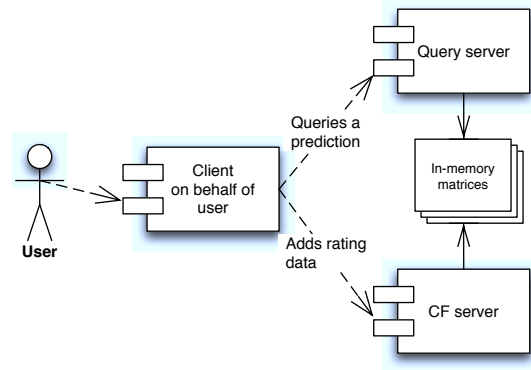 Query server
Queries a
prediction
In-memory
matrices
Client
on behalf of
user
User
Adds rating
data
CF server